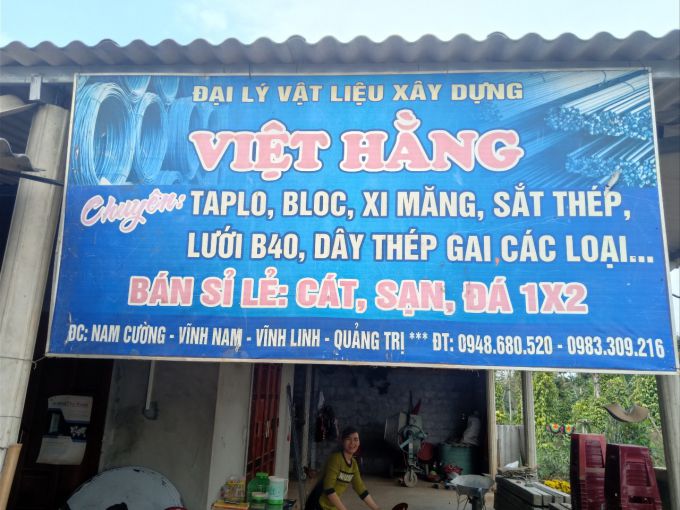 ĐẠI LÝ VẬT LIỆU XÂY DỰNG
VIỆT HẰNG
Chuyên: TAPLO, BLOC, XI MĂNG, SẮT THÉP,
LƯỚI B40, DÂY THÉP GAI CÁC LOẠI...
BÁN SỈ LẺ: CÁT, SẠN, ĐÁ 1X2
ĐC: NAM CƯỜNG - VĨNH NAM - VĨNH LINH - QUẢNG TRỊ *** ĐT: 0948.680.520 - 0983.309.216